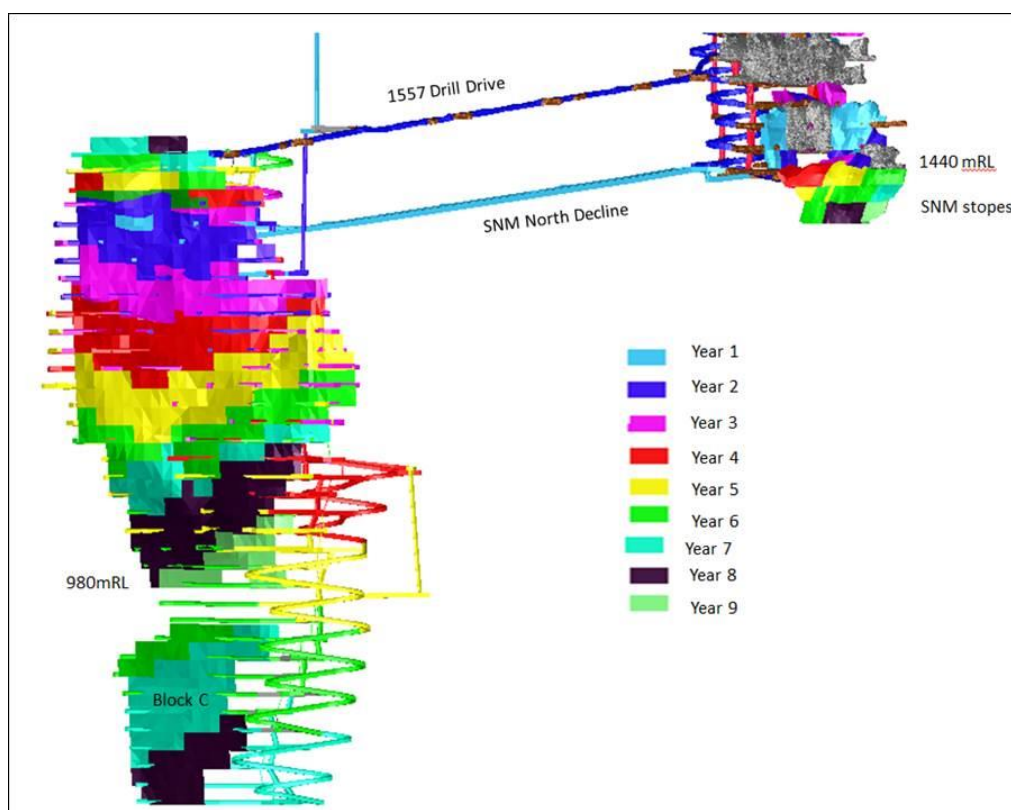 1557 Drill Drive
1440 mRL
SNM stopes
SNM North Decline
Year 1
Year 2
Year 3
Year 4
Year 5
Year 6
Year 7
Year 8
Year 9
980mRL
Block C